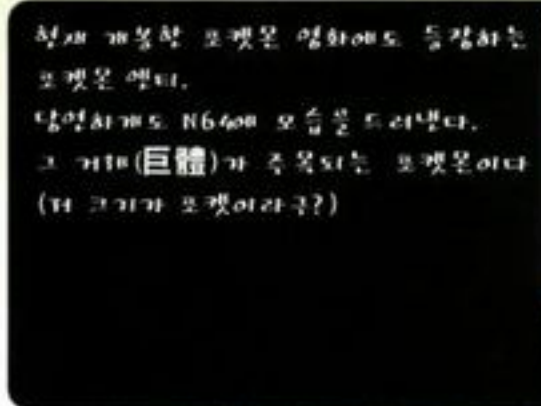 현재 개봉한 포켓몬 영화에도 등장하는
포켓몬 엔티.
당연하게도 N64에 모습을 드러낸다.
그 거체(巨體)가 주목되는 포켓몬이다
(저 크기가 포켓이라구?)